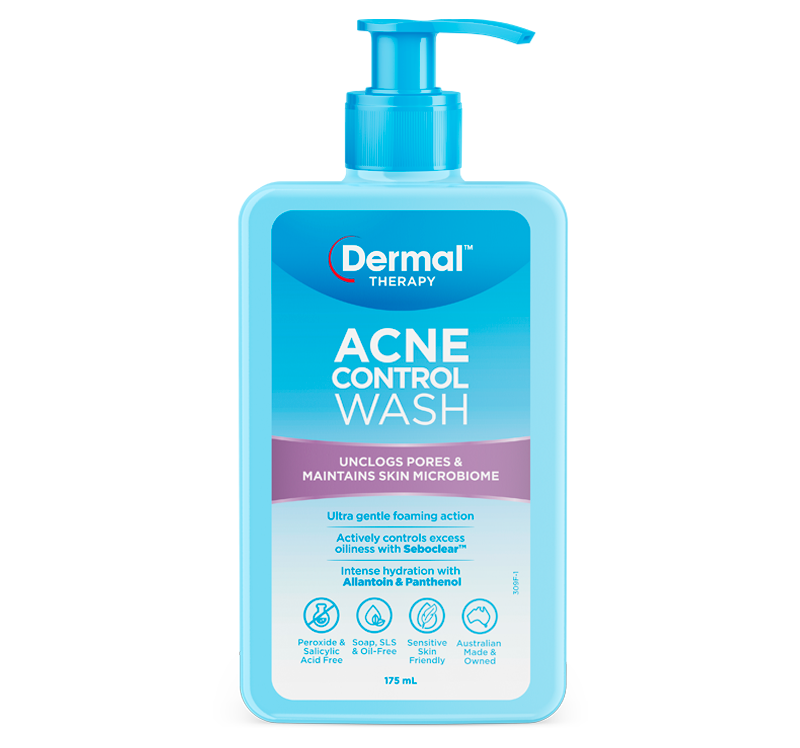 Dermal™
THERAPY
ACNE
CONTROL
WASH
UNCLOGS PORES &
MAINTAINS SKIN MICROBIOME
Ultra gentle foaming action
Actively controls excess
oiliness with Seboclear™
Intense hydration with
Allantoin & Panthenol
309F-1
Peroxide &
Salicylic
Acid Free
Soap, SLS
& Oil-Free
Sensitive
Skin
Friendly
Australian
Made &
Owned
175 mL